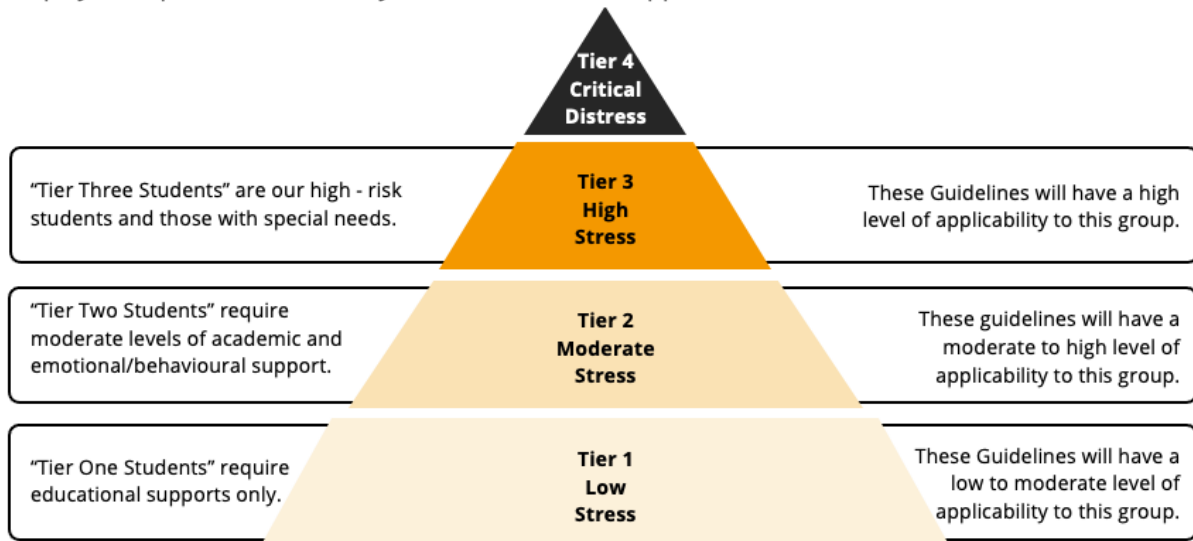 Tier 4
Critical
Distress
“Tier Three Students” are our high - risk
students and those with special needs.
Tier 3
High
Stress
These Guidelines will have a high
level of applicability to this group.
“Tier Two Students” require
moderate levels of academic and
emotional/behavioural support.
Tier 2
Moderate
Stress
These guidelines will have a
moderate to high level of
applicability to this group.
“Tier One Students” require
educational supports only.
Tier 1
Low
Stress
These Guidelines will have a
low to moderate level of
applicability to this group.